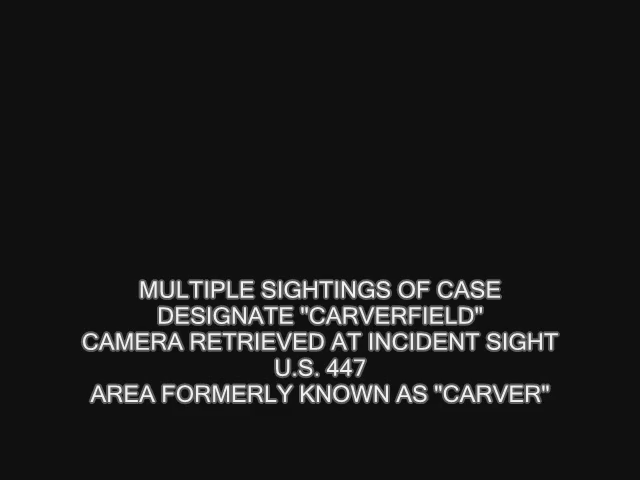 MULTIPLE SIGHTINGS OF CASE
DESIGNATE "CARVERFIELD"
CAMERA RETRIEVED AT INCIDENT SIGHT
U.S. 447
AREA FORMERLY KNOWN AS "CARVER"